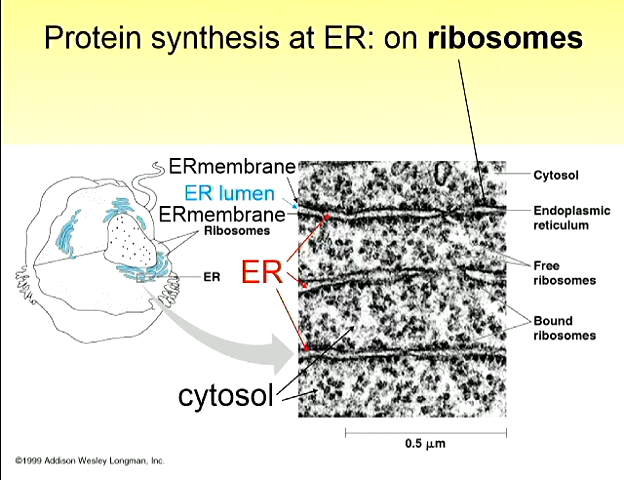 Protein synthesis at ER: on ribosomes
ERmembrane
ER lumen
ERmembrane
Ribosomes
ER
ER
cytosol
Cytosol
Endoplasmic
reticulum
Free
ribosomes
Bound
ribosomes
0.5 μm
©1999 Addison Wesley Longman, Inc.